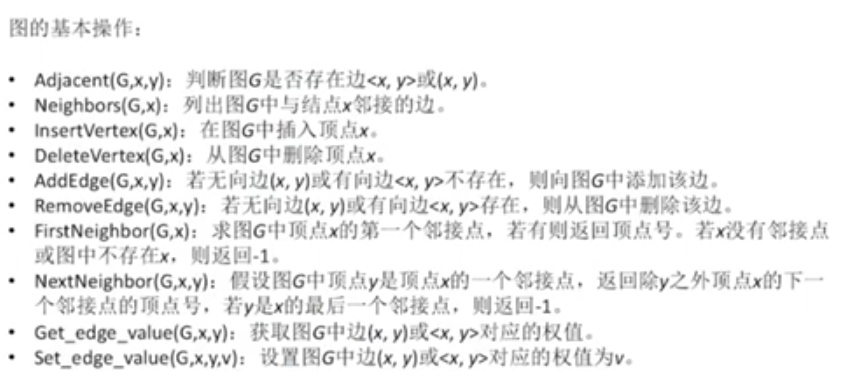 图的基本操作：
• Adjacent(G,x,y)：判断图G是否存在边<x, y>或(x, y)。
• Neighbors(G,x)：列出图G中与结点x邻接的边。
• InsertVertex(G,x)：在图G中插入顶点x。
• DeleteVertex(G,x)：从图G中删除顶点x。
• AddEdge(G,x,y)：若无向边(x, y)或有向边<x, y>不存在，则向图G中添加该边。
• RemoveEdge(G,x,y)：若无向边(x, y)或有向边<x, y>存在，则从图G中删除该边。
• FirstNeighbor(G,x)：求图G中顶点x的第一个邻接点，若有则返回顶点号。若x没有邻接点
或图中不存在x，则返回-1。
• NextNeighbor(G,x,y)：假设图G中顶点y是顶点x的一个邻接点，返回除y之外顶点x的下一
个邻接点的顶点号，若y是x的最后一个邻接点，则返回-1。
• Get_edge_value(G,x,y)：获取图G中边(x, y)或<x, y>对应的权值。
• Set_edge_value(G,x,y,v)：设置图G中边(x, y)或<x, y>对应的权值为v。